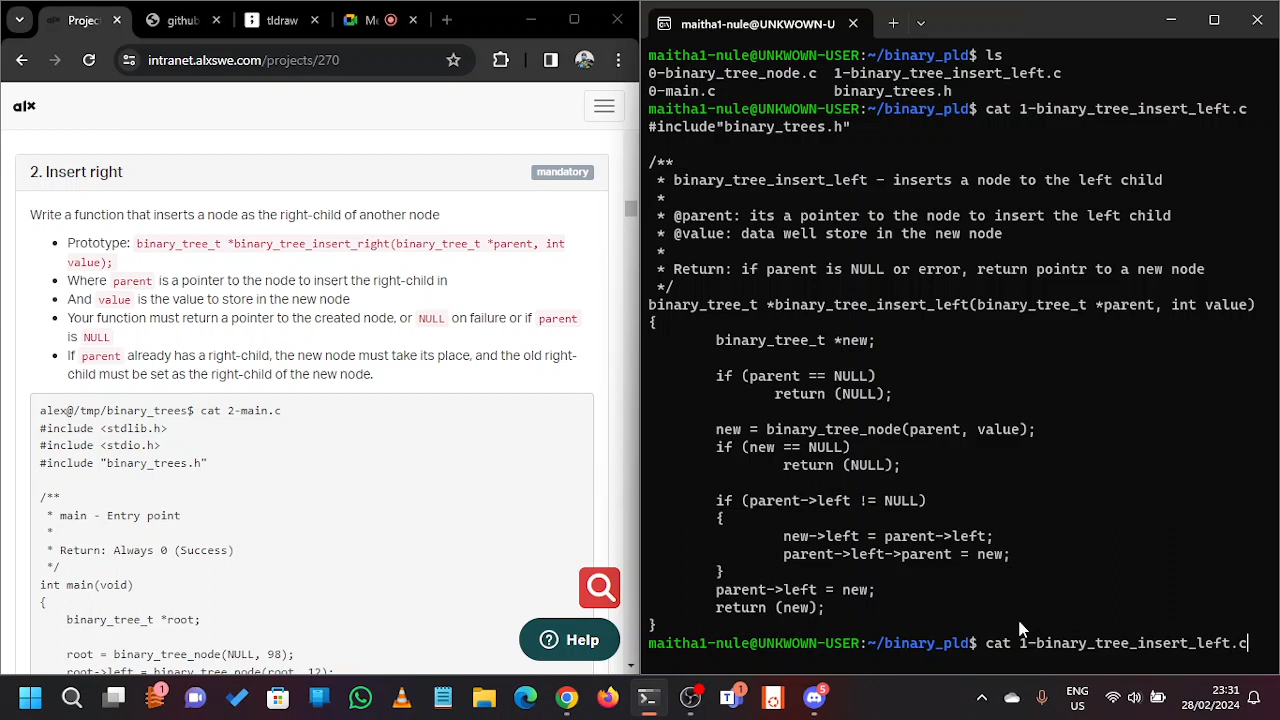 Projec
github
tldraw
M
intranet.alxswe.com/projects/270
alx
2. Insert right
mandatory
Write a function that inserts a node as the right-child of another node
Prototype: binary_tree_t *binary_tree_insert_right(binary_tree_t *parent, int
value);
Where parent is a pointer to the node to insert the right-child in
And value is the value to store in the new node
Your function must return a pointer to the created node, or NULL on failure or if parent
is NULL
If parent already has a right-child, the new node must take its place, and the old right-
child must be set as the right-child of the new node.
alex@/tmp/binary_trees$ cat 2-main.c
#include <stdlib.h>
#include <stdio.h>
#include "binary_trees.h"
/**
* main - Entry point
*
* Return: Always 0 (Success)
*/
int main(void)
{
binary_tree_t *root;
root = binary_tree_node(NULL, 98);
root->left = binary_tree_node(root, 12);
Help
maitha1-nule@UNKWOWN-U
maitha1-nule@UNKWOWN-USER:~/binary_pld$ ls
0-binary_tree_node.c 1-binary_tree_insert_left.c
0-main.c binary_trees.h
maitha1-nule@UNKWOWN-USER:~/binary_pld$ cat 1-binary_tree_insert_left.c
#include"binary_trees.h"
/**
* binary_tree_insert_left - inserts a node to the left child
*
* @parent: its a pointer to the node to insert the left child
* @value: data well store in the new node
*
* Return: if parent is NULL or error, return pointr to a new node
*/
binary_tree_t *binary_tree_insert_left(binary_tree_t *parent, int value)
{
binary_tree_t *new;
if (parent == NULL)
return (NULL);
new = binary_tree_node(parent, value);
if (new == NULL)
return (NULL);
if (parent->left != NULL)
{
new->left = parent->left;
parent->left->parent = new;
}
parent->left = new;
return (new);
}
maitha1-nule@UNKWOWN-USER:~/binary_pld$ cat 1-binary_tree_insert_left.c
1
1
5
ENG
US
23:31
28/02/2024